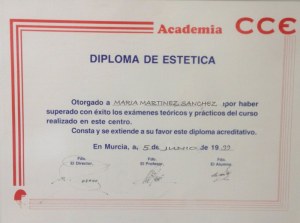 Academia CCE
DIPLOMA DE ESTETICA
Otorgado a MARIA MARTINEZ SANCHEZ ,por haber
superado con éxito los exámenes teóricos y prácticos del curso
realizado en este centro.
Consta y se extiende a su favor este diploma acreditativo.
En Murcia, a, 5 de JUNIO de 19 99
Fdo. Fdo. Fdo.
El Director, El Profesor, El Alumno,